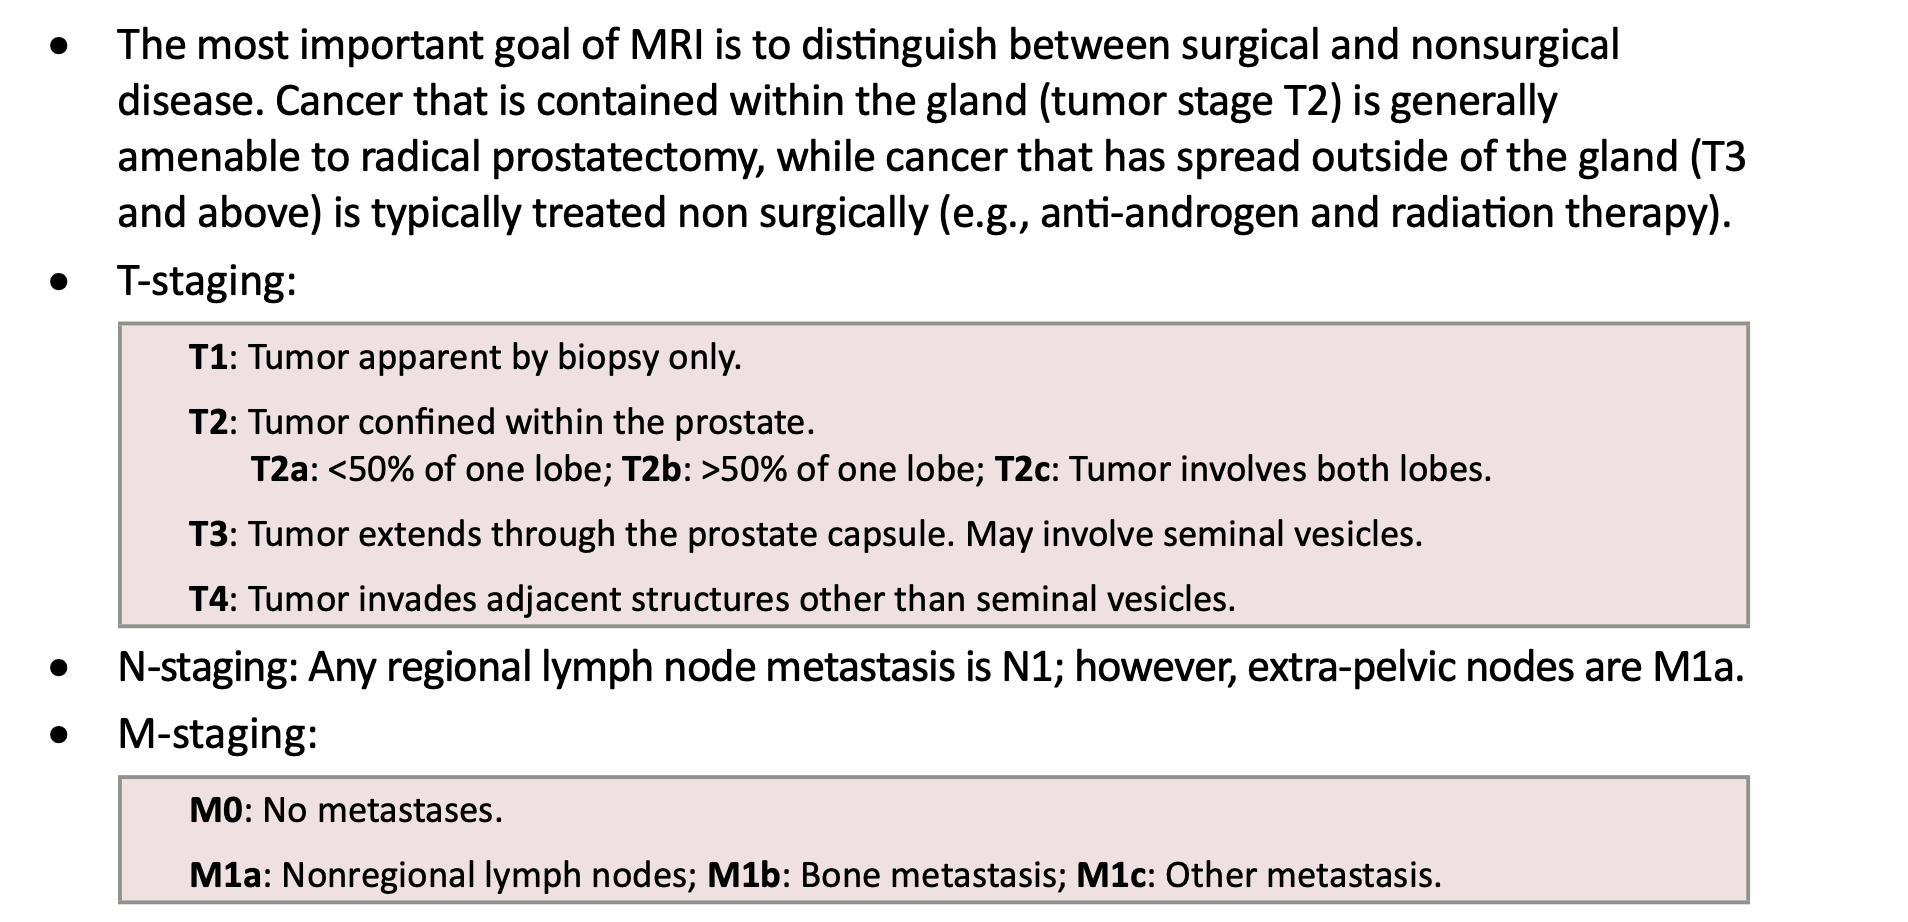 • The most important goal of MRI is to distinguish between surgical and nonsurgical
disease. Cancer that is contained within the gland (tumor stage T2) is generally
amenable to radical prostatectomy, while cancer that has spread outside of the gland (T3
and above) is typically treated non surgically (e.g., anti-androgen and radiation therapy).
• T-staging:
T1: Tumor apparent by biopsy only.
T2: Tumor confined within the prostate.
T2a: <50% of one lobe; T2b: >50% of one lobe; T2c: Tumor involves both lobes.
T3: Tumor extends through the prostate capsule. May involve seminal vesicles.
T4: Tumor invades adjacent structures other than seminal vesicles.
• N-staging: Any regional lymph node metastasis is N1; however, extra-pelvic nodes are M1a.
• M-staging:
M0: No metastases.
M1a: Nonregional lymph nodes; M1b: Bone metastasis; M1c: Other metastasis.